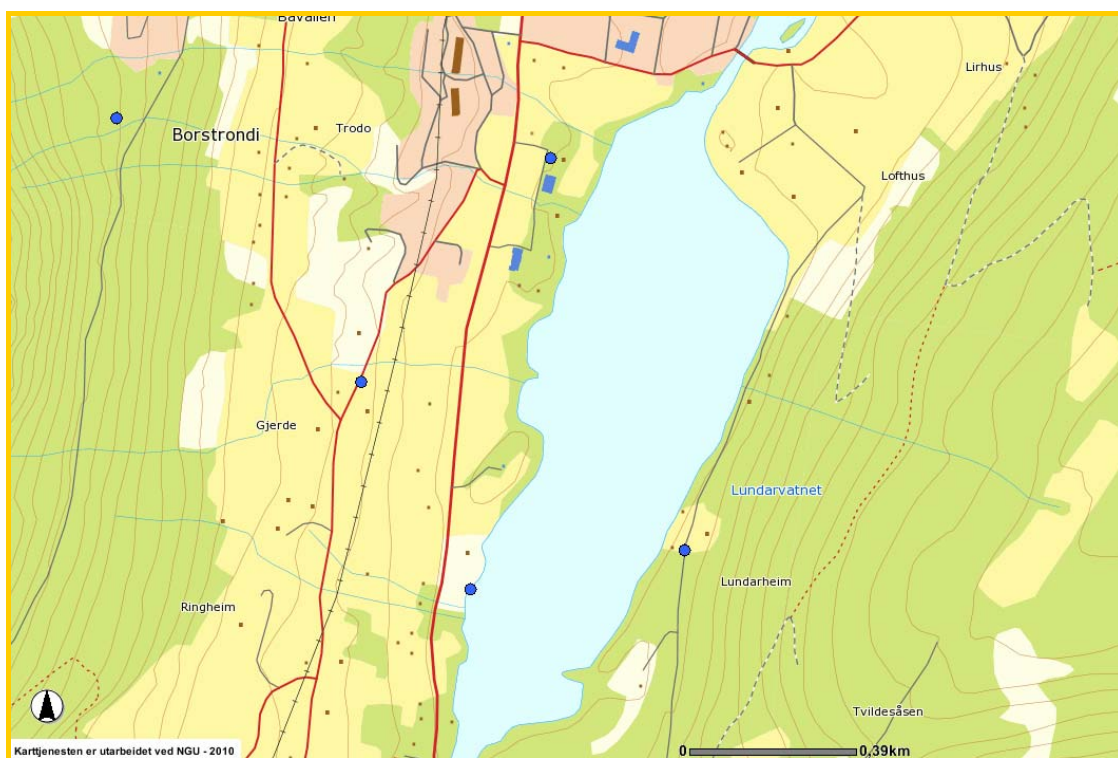 Bavallen
Lirhus
Borstrondi
Trodo
Lofthus
Gjerde
Lundarvatnet
Lundarheim
Ringheim
Tvildesåsen
Karttjenesten er utarbeidet ved NGU - 2010
0 0,39km